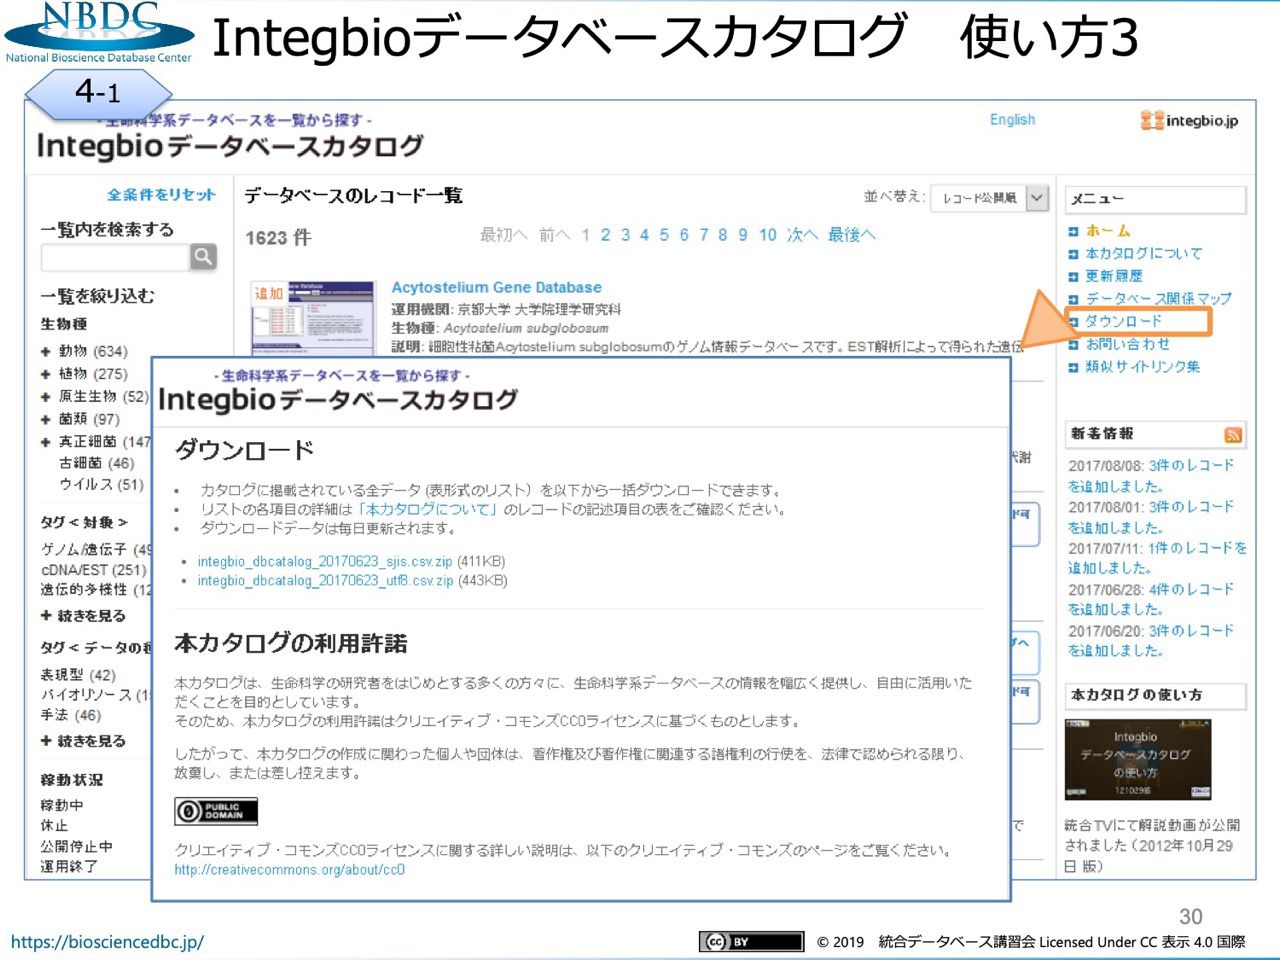 NBDC
National Bioscience Database Center
Integbioデータベースカタログ　使い方3
4-1
- 生命科学系データベースを一覧から探す -
Integbioデータベースカタログ
English
integbio.jp
全条件をリセット
一覧内を検索する
一覧を絞り込む
生物種
動物 (634)
植物 (275)
原生生物 (52)
菌類 (97)
真正細菌 (147
古細菌 (46)
ウイルス (51)
タグ < 対象 >
ゲノム/遺伝子 (49
cDNA/EST (251)
遺伝的多様性 (12
+ 続きを見る
タグ < データの種
表現型 (42)
バイオリソース (15
手法 (46)
+ 続きを見る
稼動状況
稼動中
休止
公開停止中
運用終了
データベースのレコード一覧
並べ替え: レコード公開順
1623 件
最初へ 前へ 1 2 3 4 5 6 7 8 9 10 次へ 最後へ
追加
Acytostelium Gene Database
運用機関: 京都大学 大学院理学研究科
生物種: Acytostelium subglobosum
説明: 細胞性粘菌Acytostelium subglobosumのゲノム情報データベースです。EST解析によって得られた遺伝
代謝
ド可
プへ
ド可
で
- 生命科学系データベースを一覧から探す -
Integbioデータベースカタログ
ダウンロード
• カタログに掲載されている全データ (表形式のリスト) を以下から一括ダウンロードできます。
• リストの各項目の詳細は「本カタログについて」のレコードの記述項目の表をご確認ください。
• ダウンロードデータは毎日更新されます。
• integbio_dbcatalog_20170623_sjis.csv.zip (411KB)
• integbio_dbcatalog_20170623_utf8.csv.zip (443KB)
本カタログの利用許諾
本カタログは、生命科学の研究者をはじめとする多くの方々に、生命科学系データベースの情報を幅広く提供し、自由に活用いた
だくことを目的としています。
そのため、本カタログの利用許諾はクリエイティブ・コモンズCC0ライセンスに基づくものとします。
したがって、本カタログの作成に関わった個人や団体は、著作権及び著作権に関連する諸権利の行使を、法律で認められる限り、
放棄し、または差し控えます。
PUBLIC
DOMAIN
クリエイティブ・コモンズCC0ライセンスに関する詳しい説明は、以下のクリエイティブ・コモンズのページをご覧ください。
http://creativecommons.org/about/cc0
メニュー
ホーム
本カタログについて
更新履歴
データベース関係マップ
ダウンロード
お問い合わせ
類似サイトリンク集
新着情報
2017/08/08: 3件のレコード
を追加しました。
2017/08/01: 3件のレコード
を追加しました。
2017/07/11: 1件のレコードを
追加しました。
2017/06/28: 4件のレコード
を追加しました。
2017/06/20: 3件のレコード
を追加しました。
本カタログの使い方
Integbio
データベースカタログ
の使い方
121029版
統合TVにて解説動画が公開
されました (2012年10月29
日 版)
30
https://biosciencedbc.jp/
cc BY
© 2019　統合データベース講習会 Licensed Under CC 表示 4.0 国際